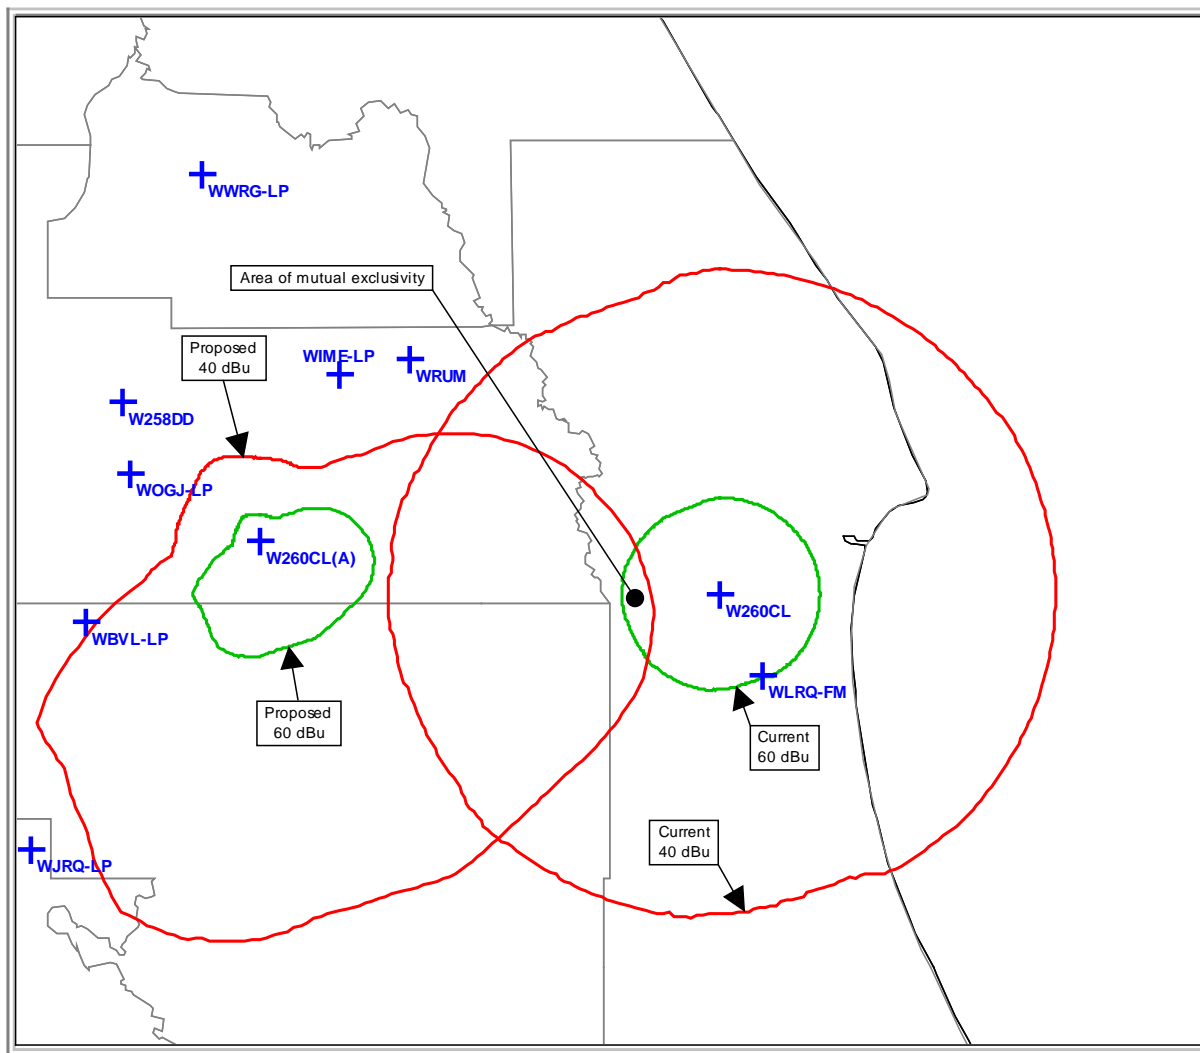 WWRG-LP
Area of mutual exclusivity
Proposed
40 dBu
WIME-LP
WRUM
W258DD
WOGJ-LP
W260CL(A)
W260CL
WBVL-LP
WLRQ-FM
Proposed
60 dBu
Current
60 dBu
Current
40 dBu
WJRQ-LP